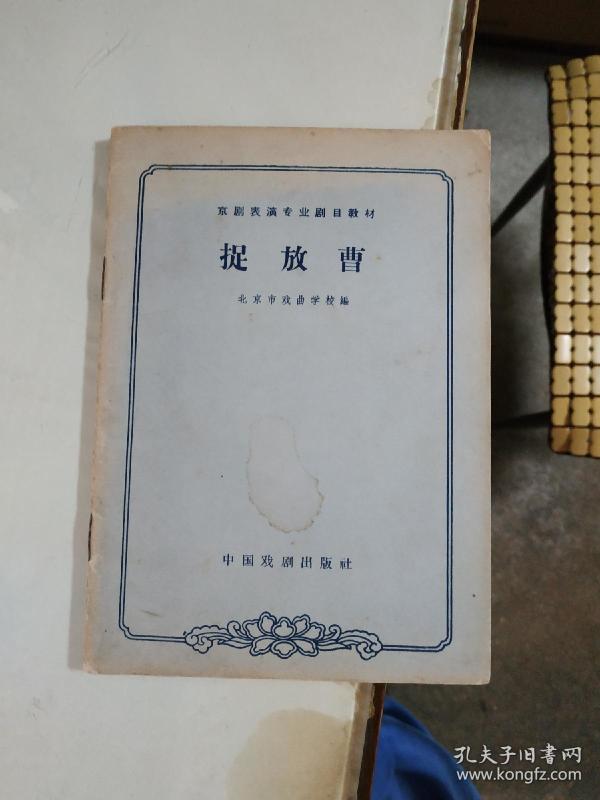 京剧表演专业剧目教材
捉放曹
北京市戏曲学校編
中国戏剧出版社
孔夫子旧书网
www.kongfz.com